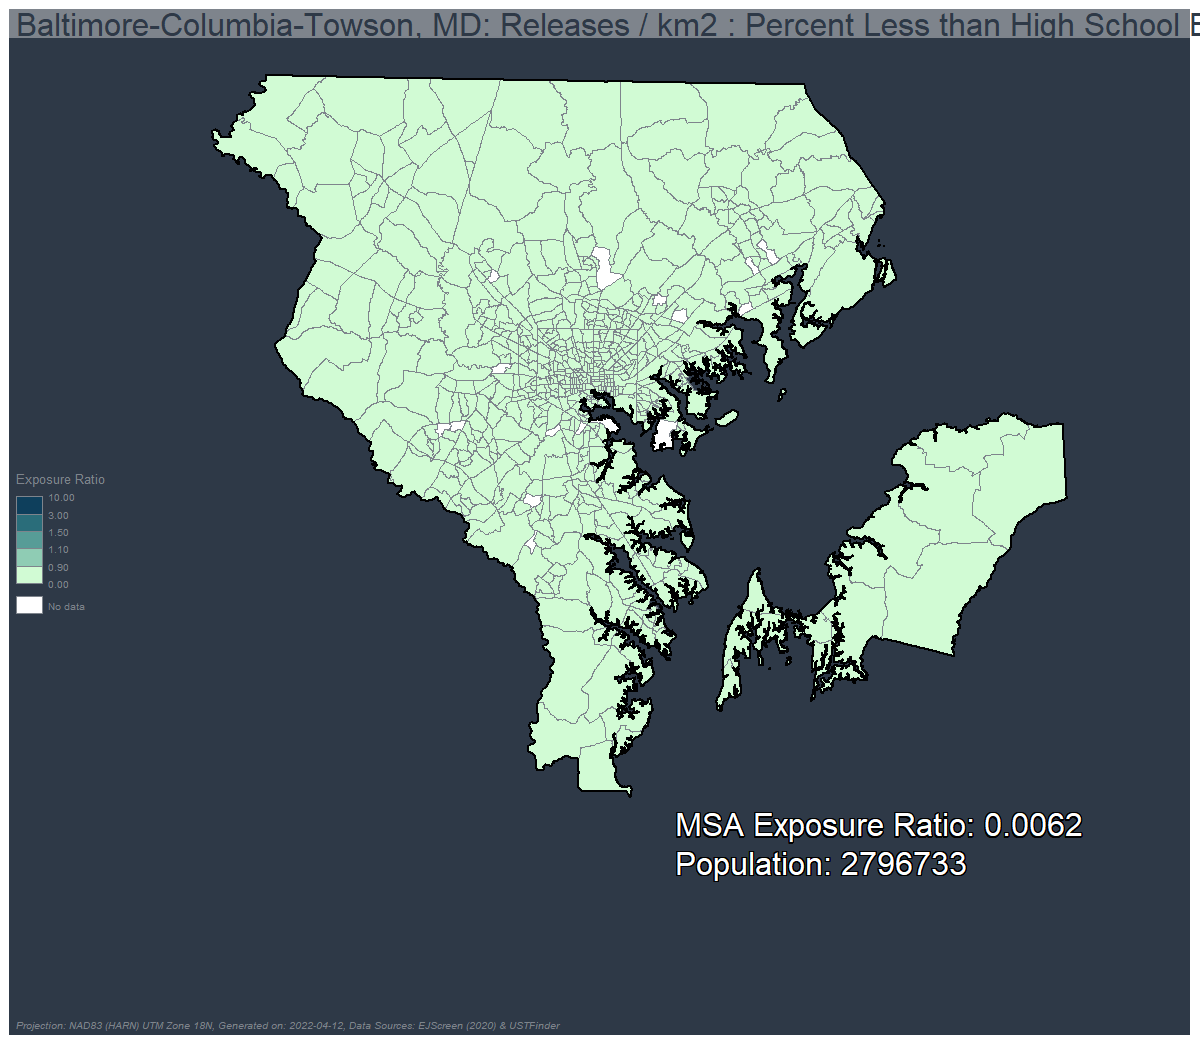 Baltimore-Columbia-Towson, MD: Releases / km2 : Percent Less than High School E
Exposure Ratio
10.00
3.00
1.50
1.10
0.90
0.00
No data
MSA Exposure Ratio: 0.0062
Population: 2796733
Projection: NAD83 (HARN) UTM Zone 18N, Generated on: 2022-04-12, Data Sources: EJScreen (2020) & USTFinder